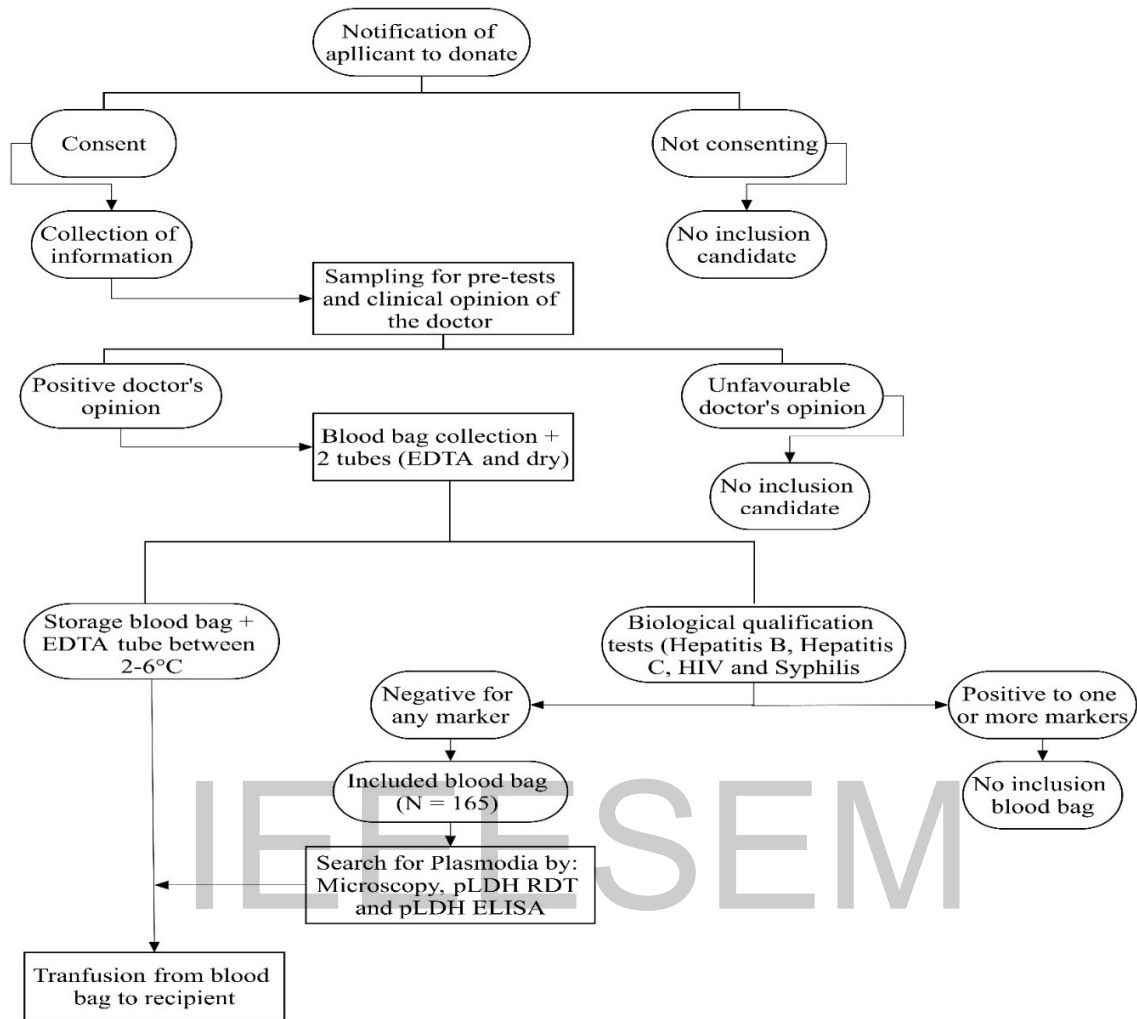 Notification of
apllicant to donate
Consent
Not consenting
Collection of
information
No inclusion
candidate
Sampling for pre-tests
and clinical opinion of
the doctor
Positive doctor's
opinion
Unfavourable
doctor's opinion
Blood bag collection +
2 tubes (EDTA and dry)
No inclusion
candidate
Storage blood bag +
EDTA tube between
2-6°C
Biological qualification
tests (Hepatitis B, Hepatitis
C, HIV and Syphilis
Negative for
any marker
Positive to one
or more markers
Included blood bag
(N = 165)
No inclusion
blood bag
IEEESEM
Search for Plasmodia by:
Microscopy, pLDH RDT
and pLDH ELISA
Tranfusion from blood
bag to recipient